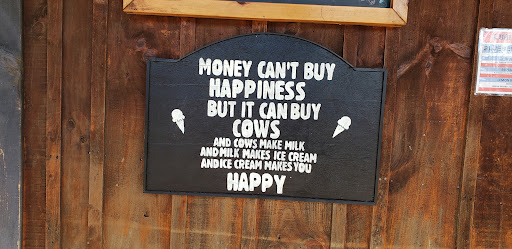 MONEY CAN'T BUY
HAPPINESS
BUT IT CAN BUY
COWS
AND COWS MAKE MILK
AND MILK MAKES ICE CREAM
AND ICE CREAM MAKES YOU
HAPPY